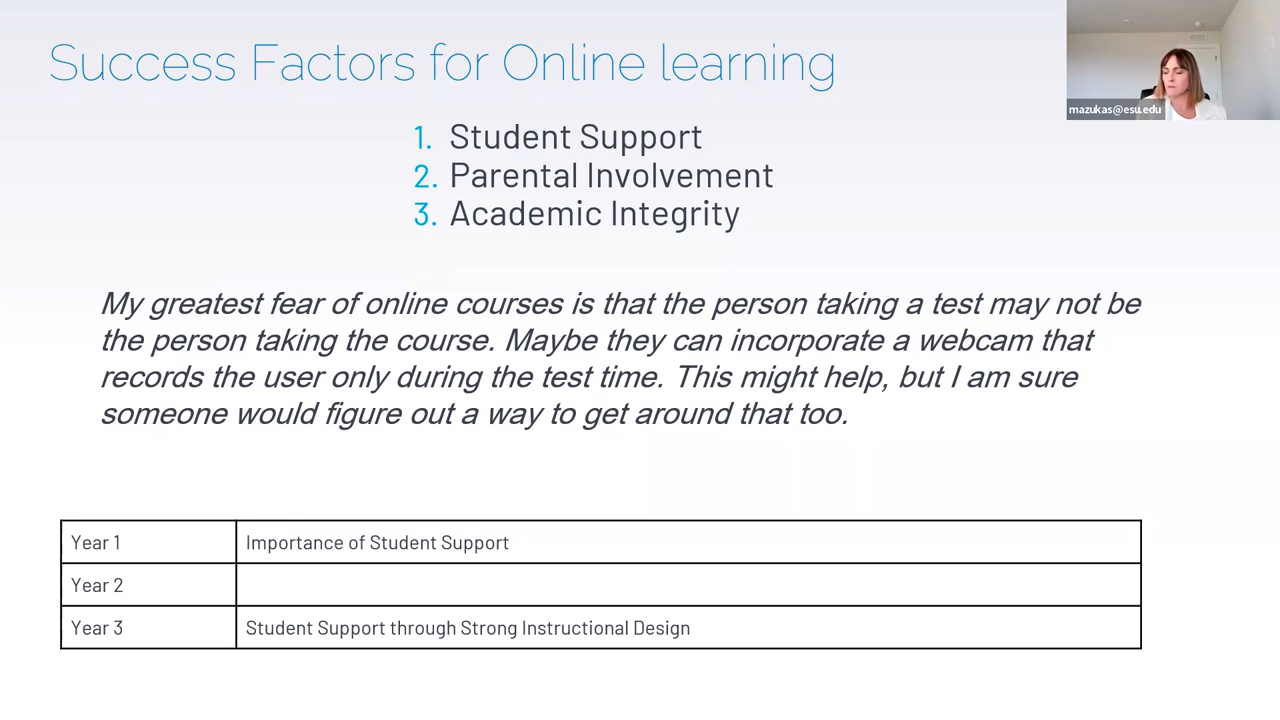 Success Factors for Online learning
mazukas@esu.edu
1. Student Support
2. Parental Involvement
3. Academic Integrity
My greatest fear of online courses is that the person taking a test may not be
the person taking the course. Maybe they can incorporate a webcam that
records the user only during the test time. This might help, but I am sure
someone would figure out a way to get around that too.
Year 1 Importance of Student Support
Year 2
Year 3 Student Support through Strong Instructional Design